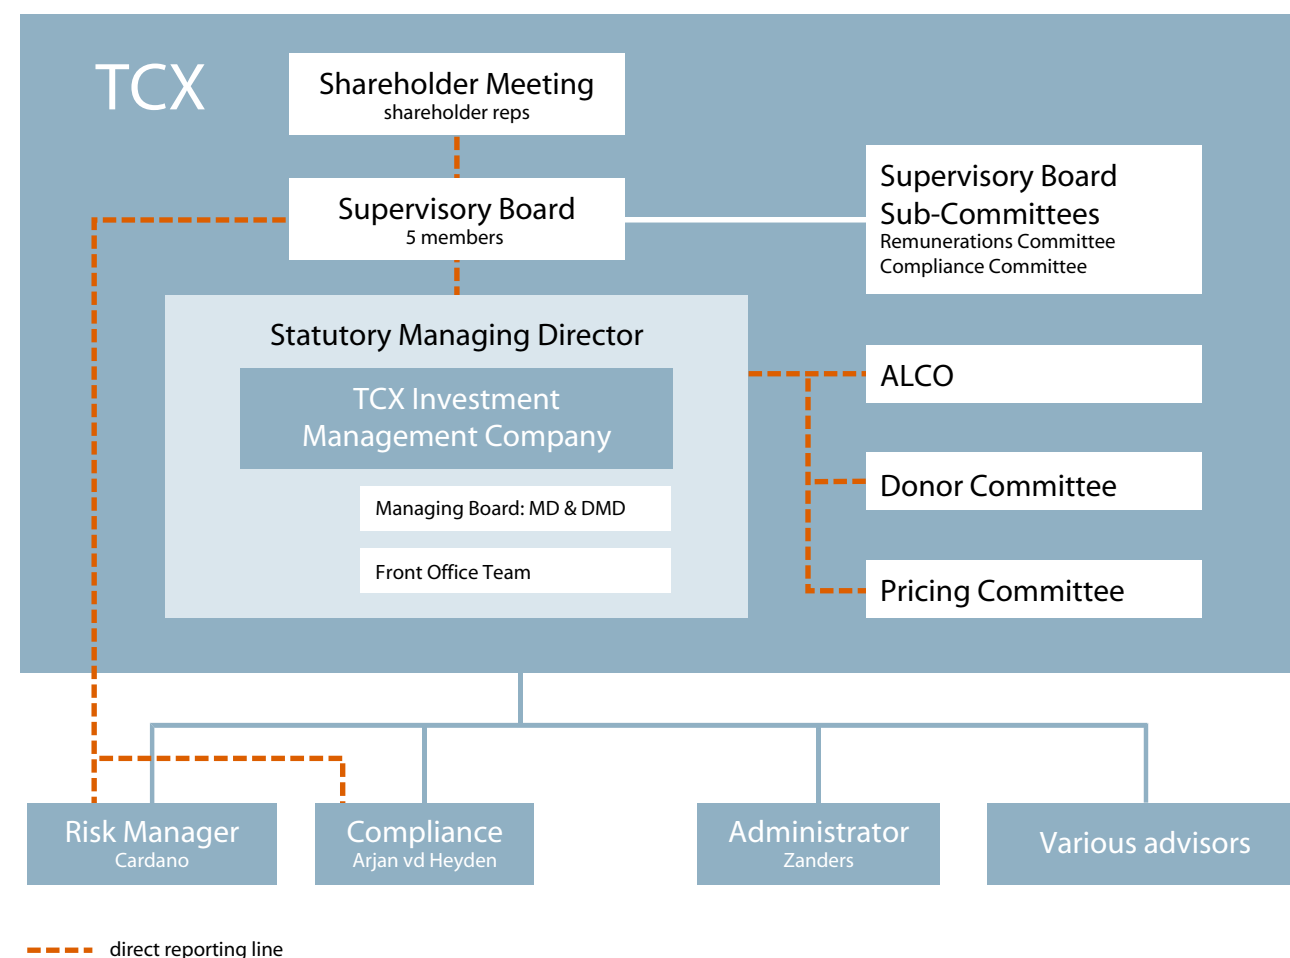 TCX
Shareholder Meeting
shareholder reps
Supervisory Board
5 members
Supervisory Board
Sub-Committees
Remunerations Committee
Compliance Committee
Statutory Managing Director
TCX Investment
Management Company
Managing Board: MD & DMD
Front Office Team
ALCO
Donor Committee
Pricing Committee
Risk Manager
Cardano
Compliance
Arjan vd Heyden
Administrator
Zanders
Various advisors
direct reporting line